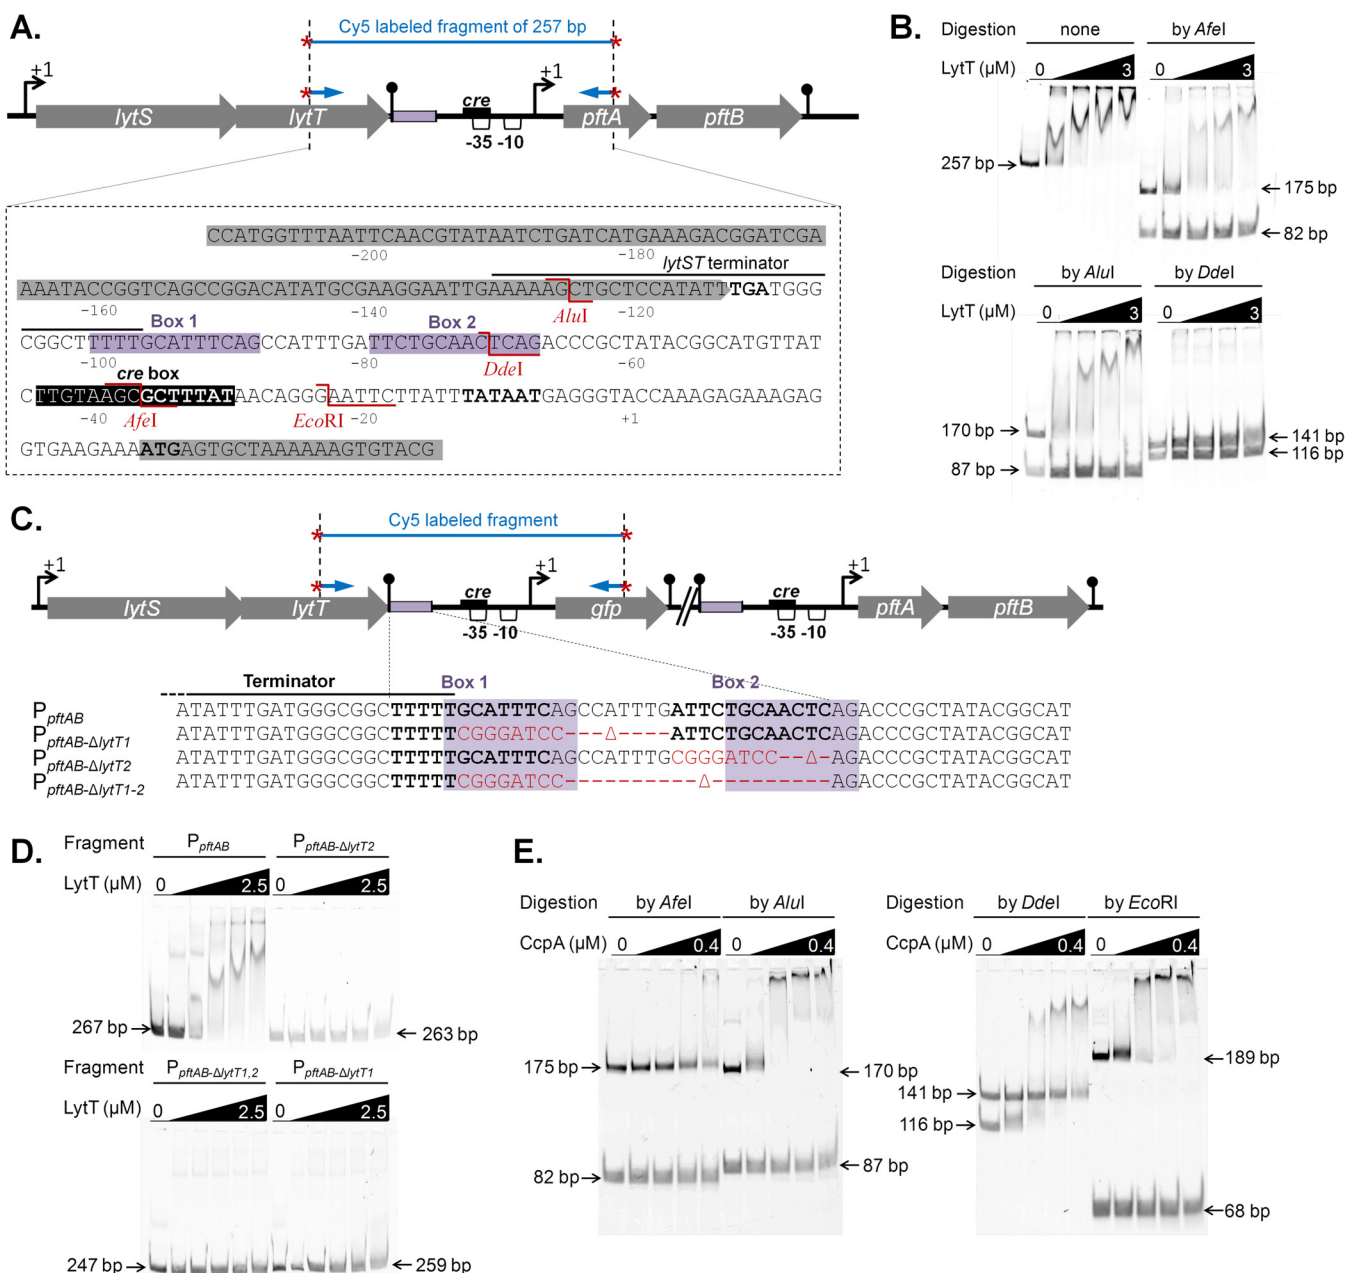 A.
Cy5 labeled fragment of 257 bp
+1
+1
lytS
lytT
cre
-35 -10
pftA
pftB
CCATGGTTTAATTCAACGTATAATCTGATCATGAAAGACGGATCGA
-200 -180
lytST terminator
AAATACCGGTCAGCCGGACATATGCGAAGGAATTGAAAAAGCTGCTCCATATTTGATGGG
-160 -140 -120
AluI
Box 1 Box 2
CGGCTTTTTGCATTTCAGCCATTTGATTCTGCAACTCAGACCCGCTATACGGCATGTTAT
-100 -80 -60
DdeI
cre box
CTTGTAAGCGCTTTATAACAGGGAATTCTTATTTATAATGAGGGTACCAAAGAGAAAGAG
-40 -20 +1
AfeI EcoRI
GTGAAGAAAATGAGTGCTAAAAAAGTGTACG
B.
Digestion none by AfeI
LytT (µM) 0 3 0 3
257 bp
175 bp
82 bp
Digestion by AluI by DdeI
LytT (µM) 0 3 0 3
170 bp
87 bp
141 bp
116 bp
C.
Cy5 labeled fragment
+1 +1 +1
lytS lytT cre gfp cre pftA pftB
-35 -10 -35 -10
Terminator Box 1 Box 2
PpftAB ATATTTGATGGGCGGCTTTTTGCATTTCAGCCATTTGATTCTGCAACTCAGACCCGCTATACGGCAT
PpftAB-ΔlytT1 ATATTTGATGGGCGGCTTTTTCGGGATCC---Δ----ATTCTGCAACTCAGACCCGCTATACGGCAT
PpftAB-ΔlytT2 ATATTTGATGGGCGGCTTTTTGCATTTCAGCCATTTGCGGGATCC--Δ-AGACCCGCTATACGGCAT
PpftAB-ΔlytT1-2 ATATTTGATGGGCGGCTTTTTCGGGATCC---------Δ--------AGACCCGCTATACGGCAT
D.
Fragment PpftAB PpftAB-ΔlytT2
LytT (µM) 0 2.5 0 2.5
267 bp 263 bp
Fragment PpftAB-ΔlytT1,2 PpftAB-ΔlytT1
LytT (µM) 0 2.5 0 2.5
247 bp 259 bp
E.
Digestion by AfeI by AluI
CcpA (µM) 0 0.4 0 0.4
175 bp 170 bp
82 bp 87 bp
Digestion by DdeI by EcoRI
CcpA (µM) 0 0.4 0 0.4
189 bp
141 bp
116 bp
68 bp